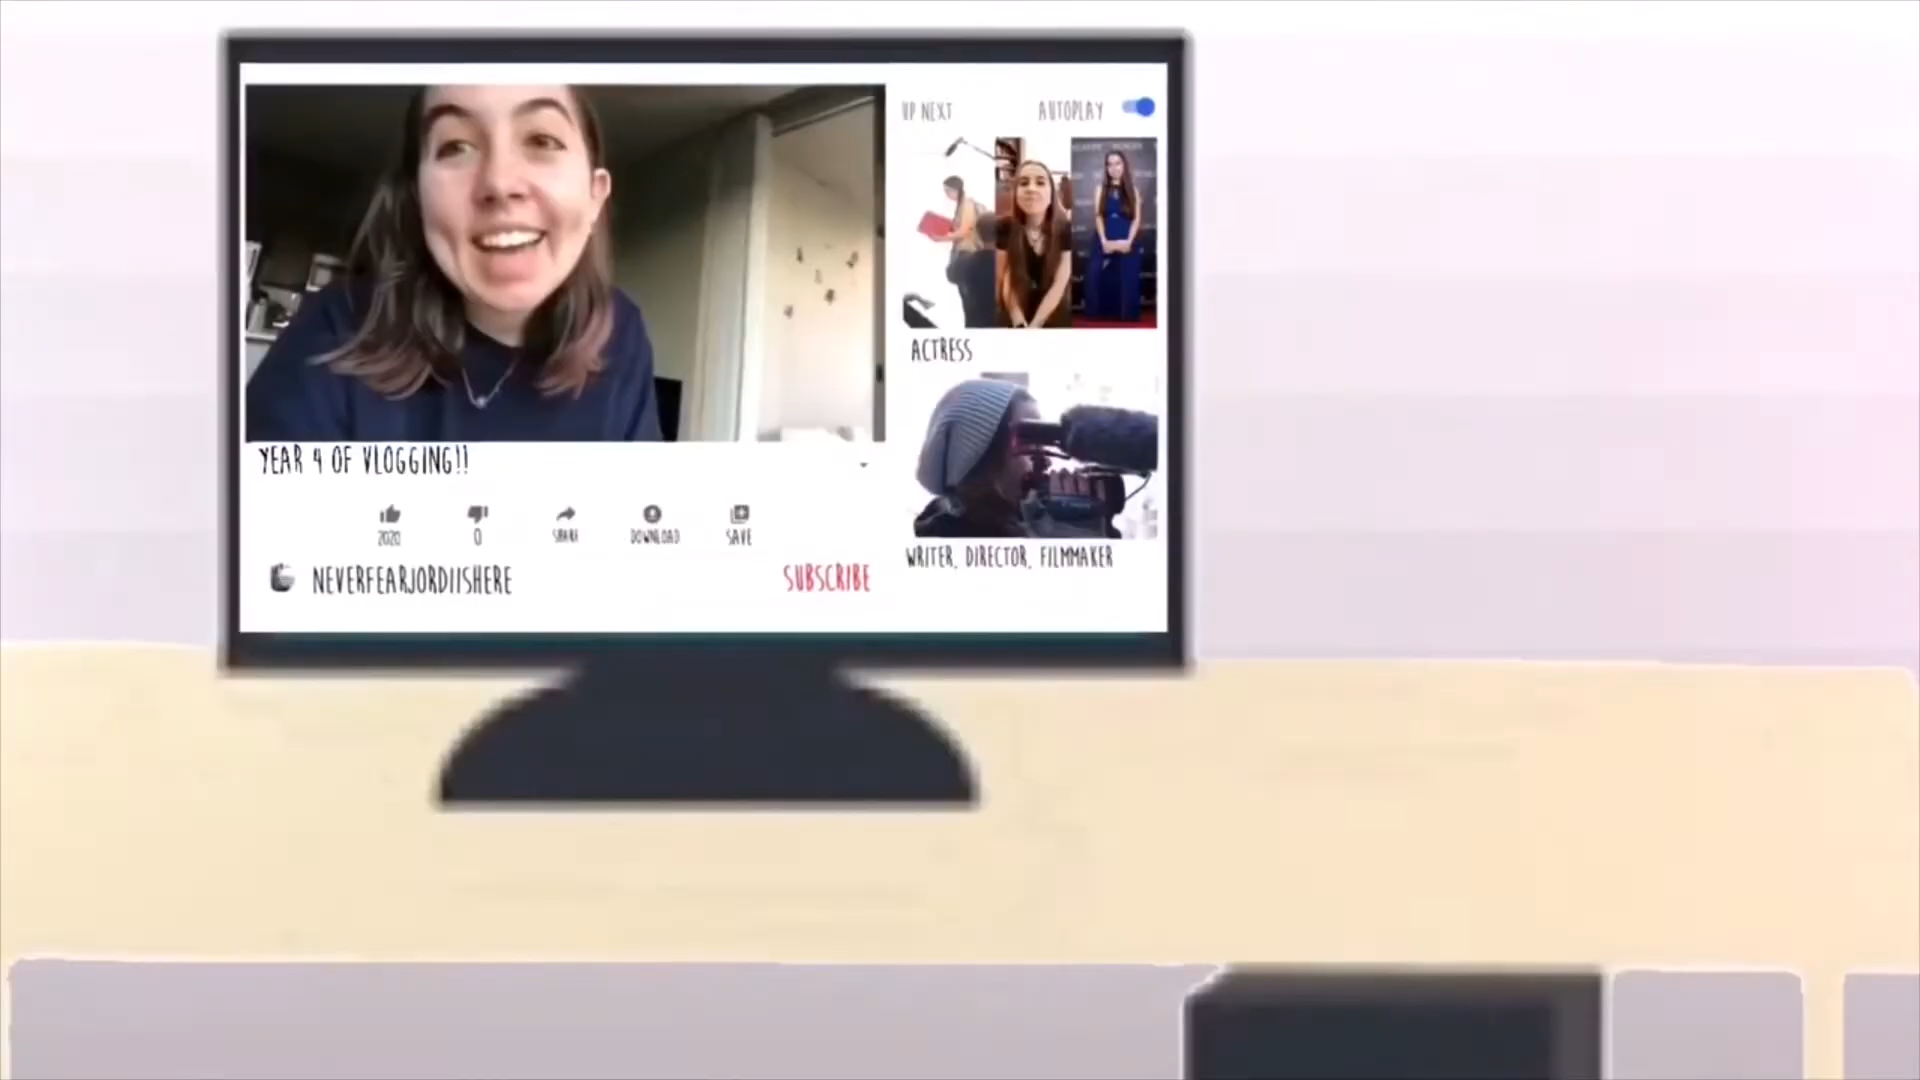 UP NEXT AUTOPLAY
ACTRESS
YEAR 4 OF VLOGGING!!
2020 0 SHARE DOWNLOAD SAVE
WRITER, DIRECTOR, FILMMAKER
NEVERFEARJORDIISHERE SUBSCRIBE